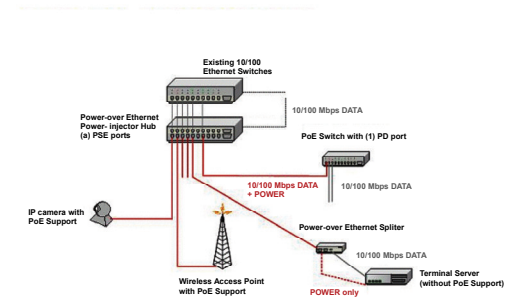 Existing 10/100
Ethernet Switches
10/100 Mbps DATA
Power-over Ethernet
Power- injector Hub
(a) PSE ports
PoE Switch with (1) PD port
10/100 Mbps DATA
+ POWER
10/100 Mbps DATA
IP camera with
PoE Support
Power-over Ethernet Spliter
10/100 Mbps DATA
Wireless Access Point
with PoE Support
Terminal Server
(without PoE Support)
POWER only